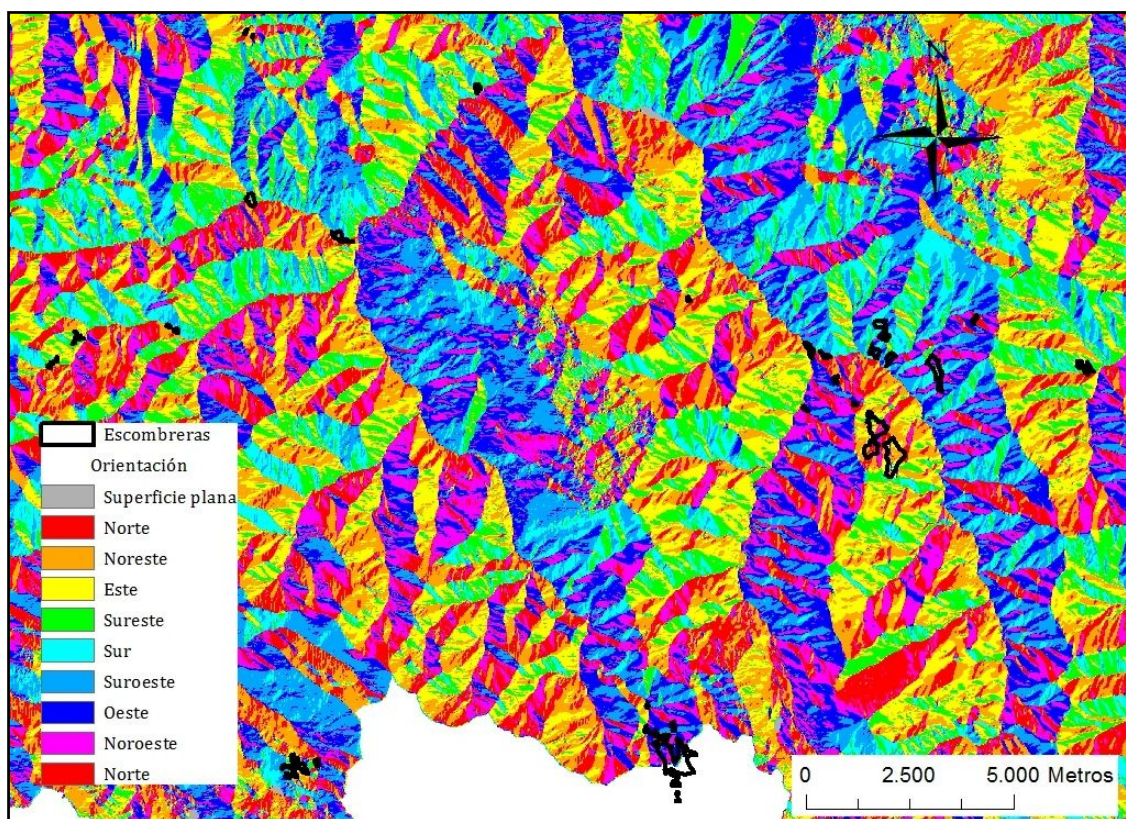 N
Escombreras
Orientación
Superficie plana
Norte
Noreste
Este
Sureste
Sur
Suroeste
Oeste
Noroeste
Norte
0 2.500 5.000 Metros